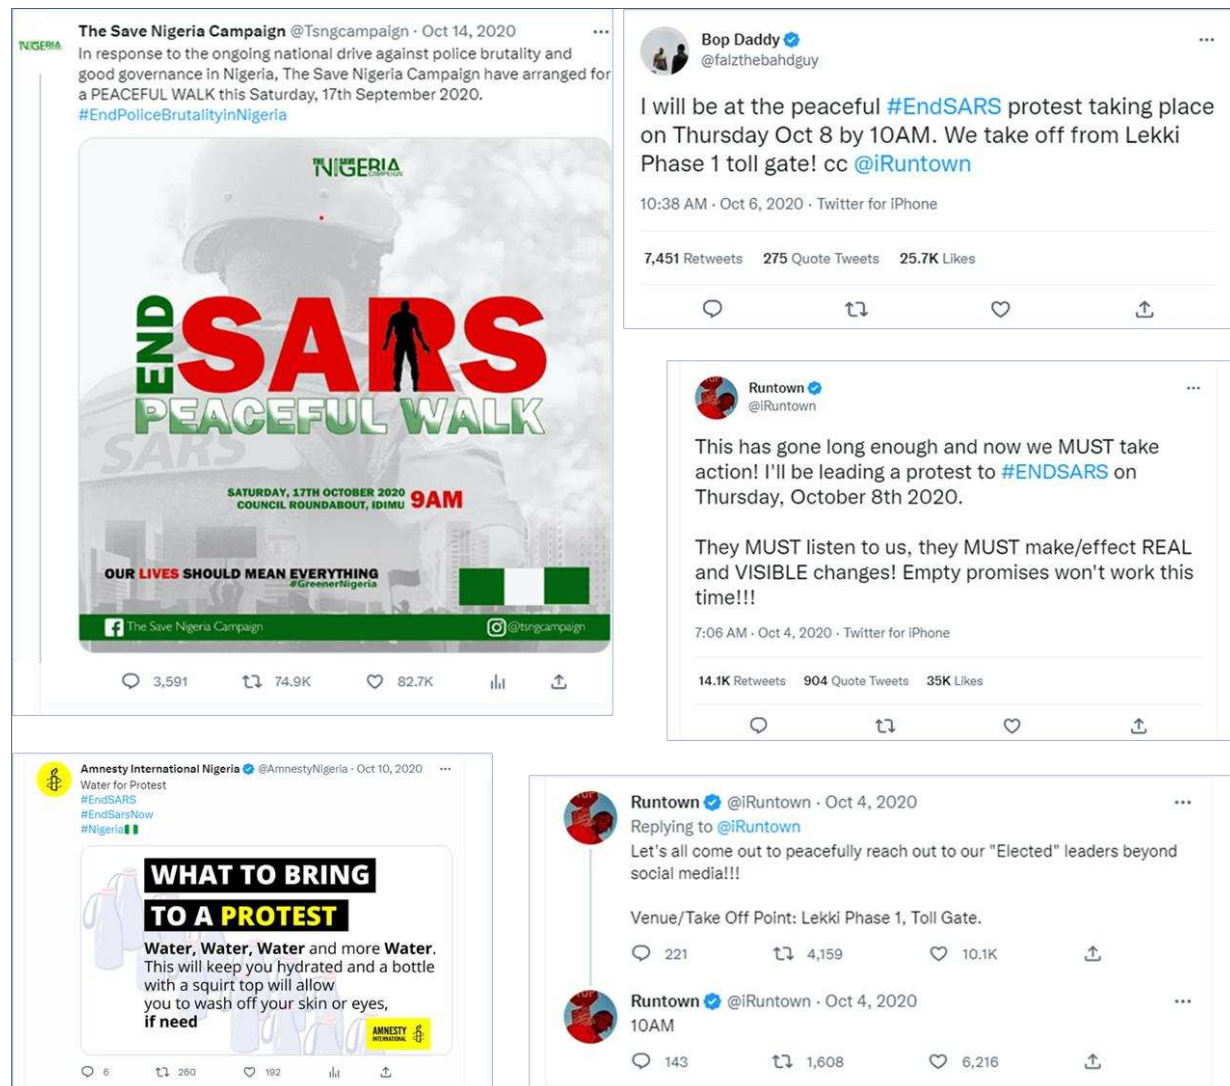 The Save Nigeria Campaign @Tsngcampaign · Oct 14, 2020 ...
NIGERIA
In response to the ongoing national drive against police brutality and
good governance in Nigeria, The Save Nigeria Campaign have arranged for
a PEACEFUL WALK this Saturday, 17th September 2020.
#EndPoliceBrutalityinNigeria
THE SAVE
NIGERIA
CAMPAIGN
END SARS
PEACEFUL WALK
SARS
SATURDAY, 17TH OCTOBER 2020
COUNCIL ROUNDABOUT, IDIMU 9AM
OUR LIVES SHOULD MEAN EVERYTHING
#GreenerNigeria
The Save Nigeria Campaign @tsngcampaign
3,591 74.9K 82.7K
Bop Daddy ...
@falzthebahdguy
I will be at the peaceful #EndSARS protest taking place
on Thursday Oct 8 by 10AM. We take off from Lekki
Phase 1 toll gate! cc @iRuntown
10:38 AM · Oct 6, 2020 · Twitter for iPhone
7,451 Retweets 275 Quote Tweets 25.7K Likes
Runtown ...
@iRuntown
This has gone long enough and now we MUST take
action! I'll be leading a protest to #ENDSARS on
Thursday, October 8th 2020.
They MUST listen to us, they MUST make/effect REAL
and VISIBLE changes! Empty promises won't work this
time!!!
7:06 AM · Oct 4, 2020 · Twitter for iPhone
14.1K Retweets 904 Quote Tweets 35K Likes
Amnesty International Nigeria @AmnestyNigeria · Oct 10, 2020 ...
Water for Protest
#EndSARS
#EndSarsNow
#Nigeria
WHAT TO BRING
TO A PROTEST
Water, Water, Water and more Water.
This will keep you hydrated and a bottle
with a squirt top will allow
you to wash off your skin or eyes,
if need
AMNESTY
INTERNATIONAL
6 260 192
Runtown @iRuntown · Oct 4, 2020 ...
Replying to @iRuntown
Let's all come out to peacefully reach out to our "Elected" leaders beyond
social media!!!
Venue/Take Off Point: Lekki Phase 1, Toll Gate.
221 4,159 10.1K
Runtown @iRuntown · Oct 4, 2020 ...
10AM
143 1,608 6,216